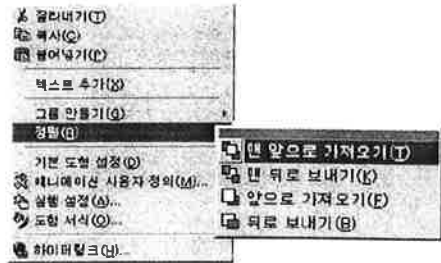 잘라내기(T)
복사(C)
붙여넣기(P)
텍스트 추가(X)
그룹 만들기(G)
정렬(R)
기본 도형 설정(D)
애니메이션 사용자 정의(M)...
실행 설정(A)...
도형 서식(O)...
하이퍼링크(H)...
맨 앞으로 가져오기(T)
맨 뒤로 보내기(K)
앞으로 가져오기(F)
뒤로 보내기(B)